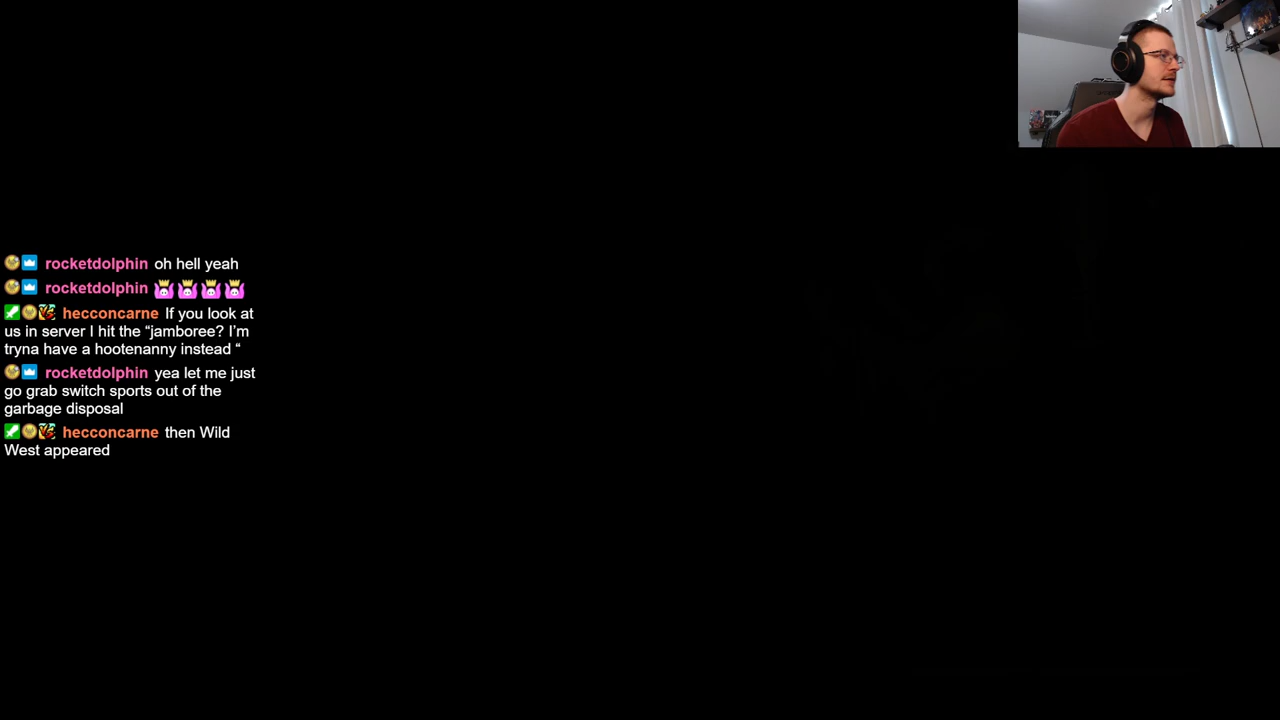 rocketdolphin oh hell yeah
rocketdolphin
hecconcarne If you look at
us in server I hit the “jamboree? I’m
tryna have a hootenanny instead “
rocketdolphin yea let me just
go grab switch sports out of the
garbage disposal
hecconcarne then Wild
West appeared